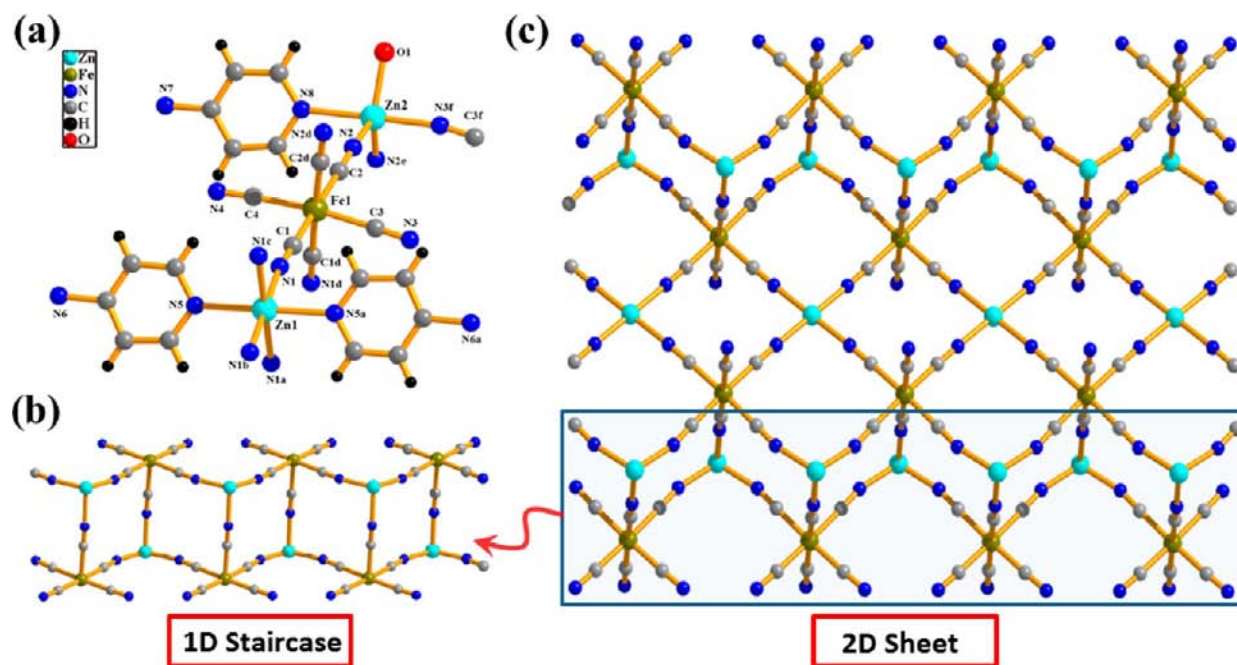 (a)
Zn
Fe
N
C
H
O
O1
N7
N8
Zn2
N3f
C3f
N2d
N2
N2e
C2d
C2
N4
C4
Fe1
C3
N3
C1
N1c
C1d
N1
N1d
N5
N5a
N6
Zn1
N6a
N1b
N1a
(b)
1D Staircase
(c)
2D Sheet